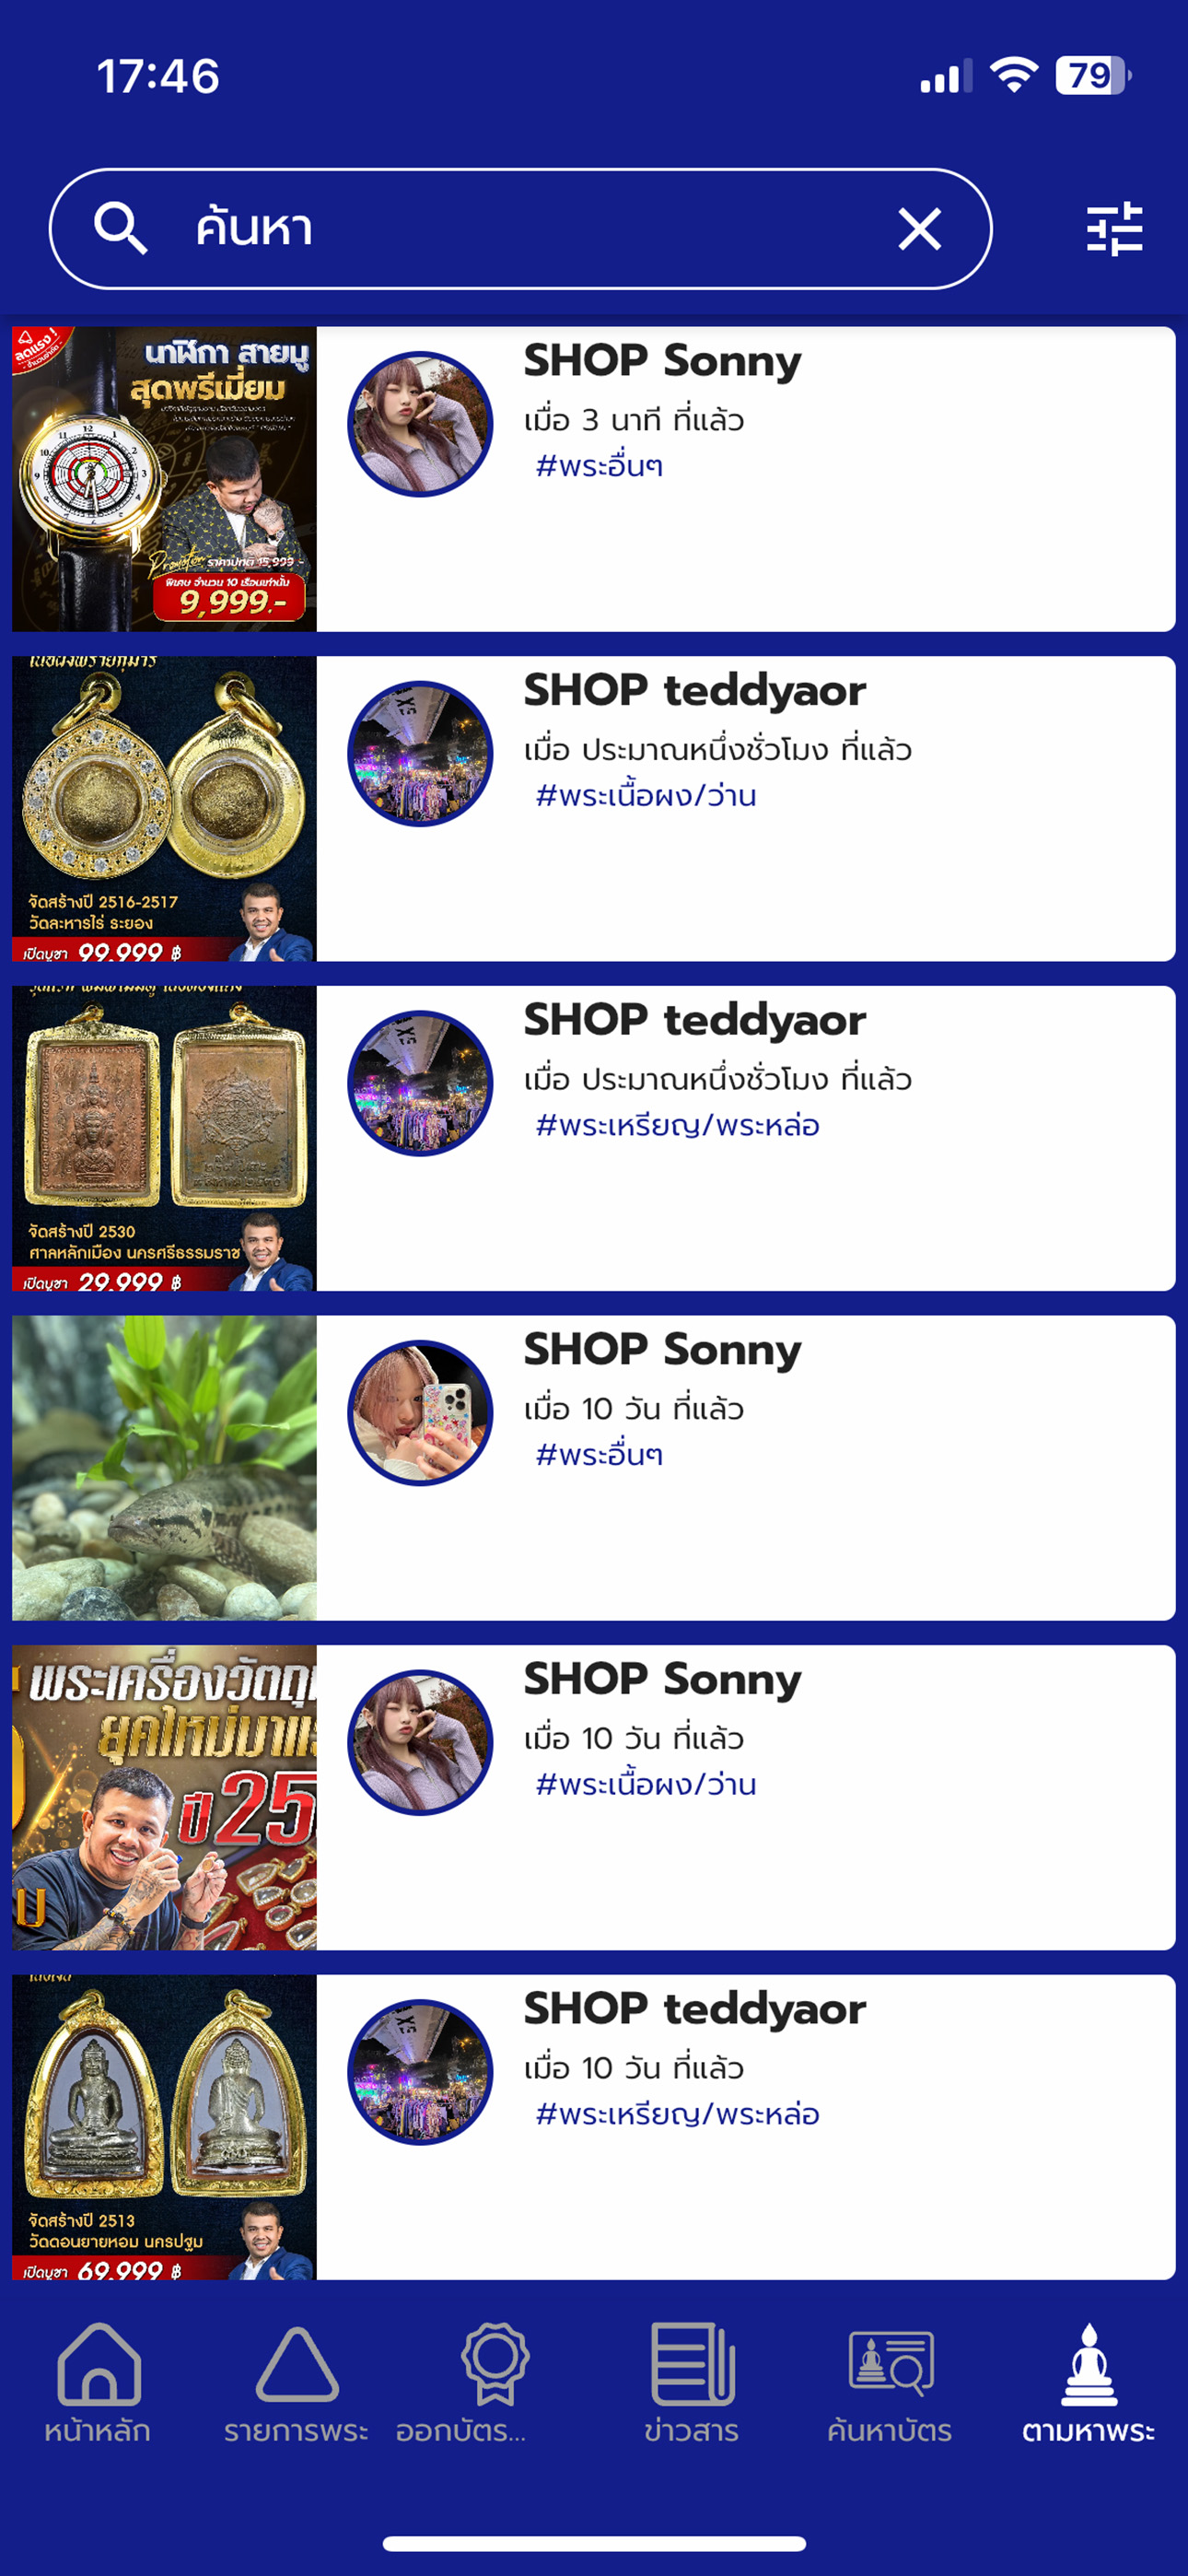 17:46
79
ค้นหา
ลดแรง!
นาฬิกา สายมู
สุดพรีเมี่ยม
Promotion ราคาปกติ 15,999.-
พิเศษ จำนวน 10 เรือนเท่านั้น
9,999.-
SHOP Sonny
เมื่อ 3 นาที ที่แล้ว
#พระอื่นๆ
จัดสร้างปี 2516-2517
วัดละหารไร่ ระยอง
เปิดบูชา 99,999 ฿
SHOP teddyaor
เมื่อ ประมาณหนึ่งชั่วโมง ที่แล้ว
#พระเนื้อผง/ว่าน
จัดสร้างปี 2530
ศาลหลักเมือง นครศรีธรรมราช
เปิดบูชา 29,999 ฿
SHOP teddyaor
เมื่อ ประมาณหนึ่งชั่วโมง ที่แล้ว
#พระเหรียญ/พระหล่อ
SHOP Sonny
เมื่อ 10 วัน ที่แล้ว
#พระอื่นๆ
พระเครื่องวัตถุ
ยุคใหม่มาแ
ปี 25
SHOP Sonny
เมื่อ 10 วัน ที่แล้ว
#พระเนื้อผง/ว่าน
จัดสร้างปี 2513
วัดดอนยายหอม นครปฐม
เปิดบูชา 69,999 ฿
SHOP teddyaor
เมื่อ 10 วัน ที่แล้ว
#พระเหรียญ/พระหล่อ
หน้าหลัก
รายการพระ
ออกบัตร...
ข่าวสาร
ค้นหาบัตร
ตามหาพระ